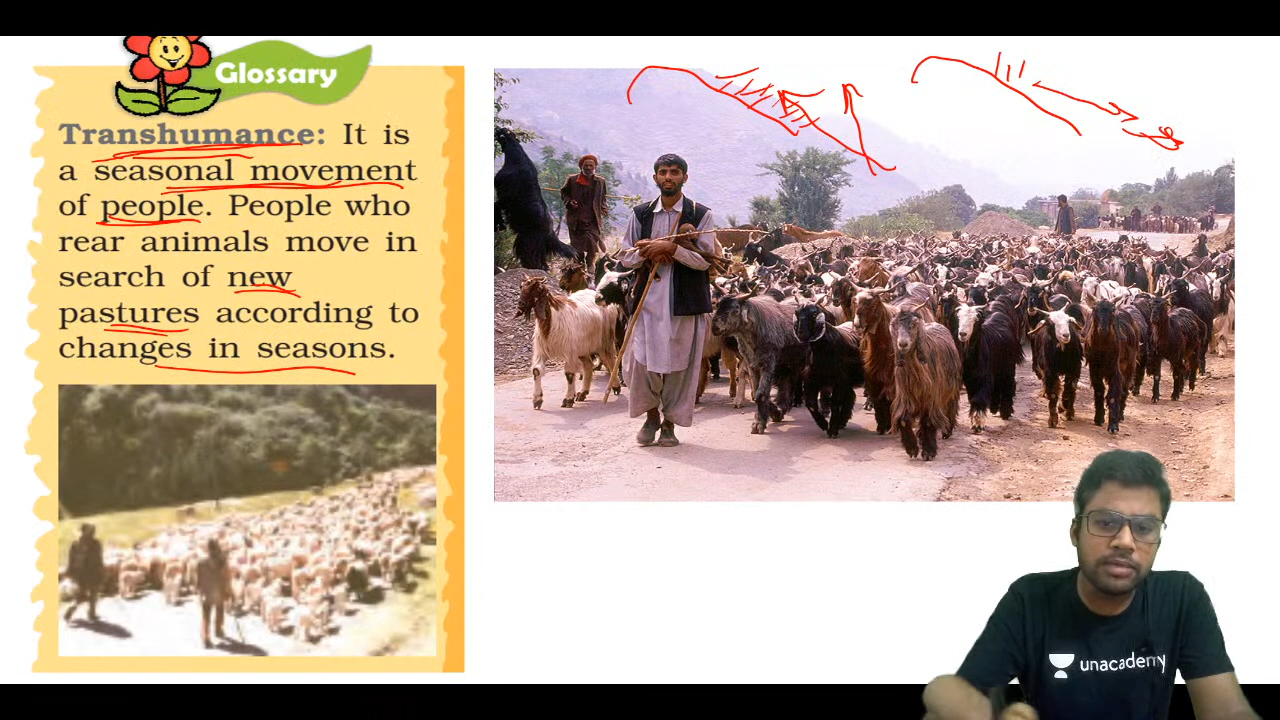 Glossary
Transhumance: It is
a seasonal movement
of people. People who
rear animals move in
search of new
pastures according to
changes in seasons.
unacademy